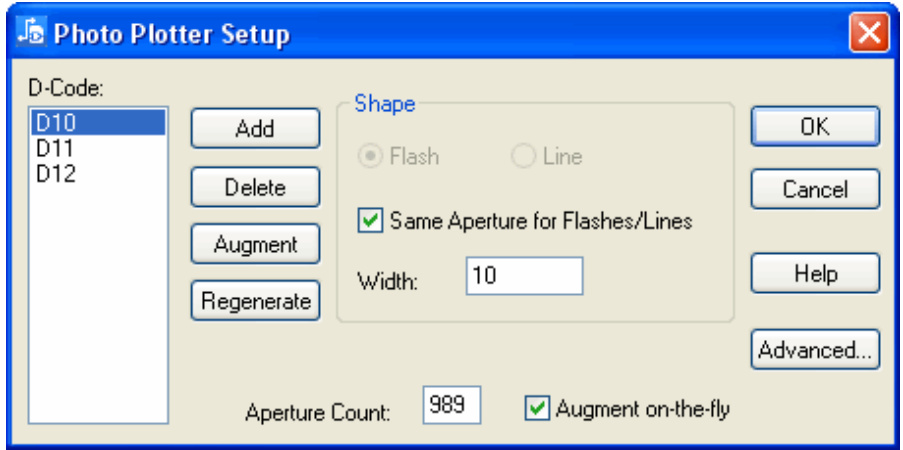 Photo Plotter Setup
D-Code:
D10
D11
D12
Add
Delete
Augment
Regenerate
Shape
Flash
Line
Same Aperture for Flashes/Lines
Width: 10
OK
Cancel
Help
Advanced...
Aperture Count: 989
Augment on-the-fly